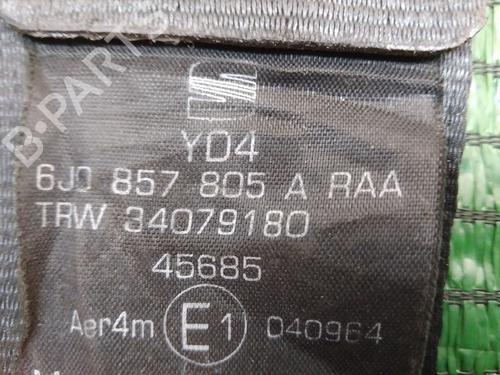 YD4
6J0 857 805 A RAA
TRW 34079180
45685
Aer4m E1 040964
B-PARTS